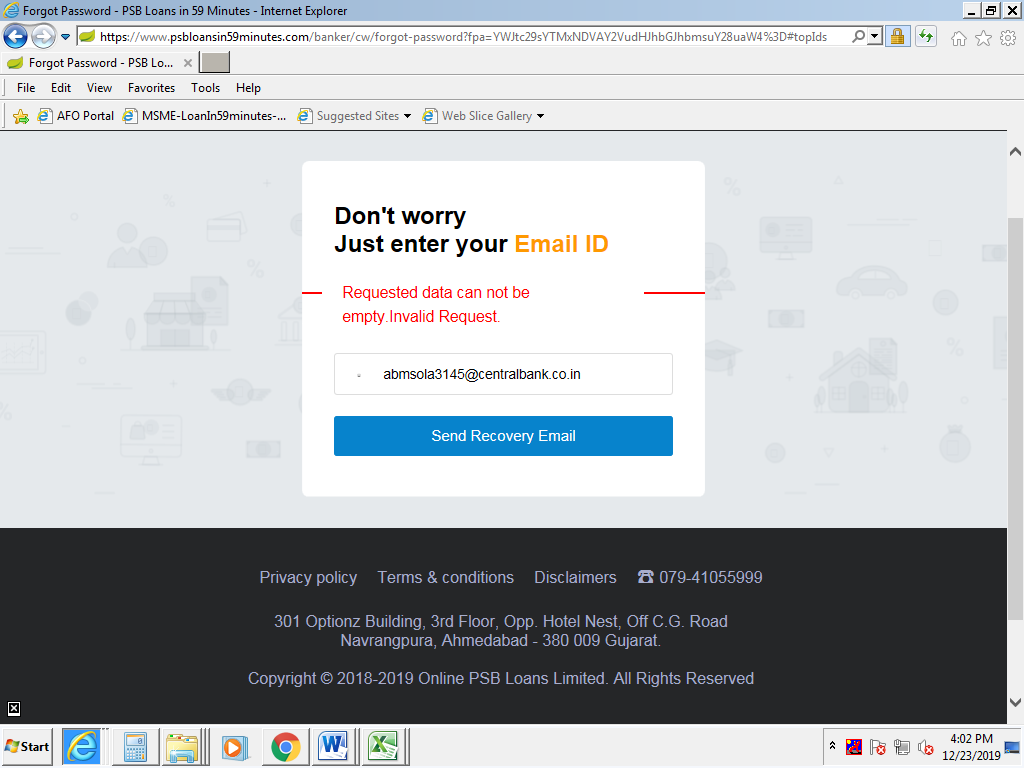 Forgot Password - PSB Loans in 59 Minutes - Internet Explorer
https://www.psbloansin59minutes.com/banker/cw/forgot-password?fpa=YWJtc29sYTMxNDVAY2VudHJhbGJhbmsuY28uaW4%3D#topIds
Forgot Password - PSB Lo...
File Edit View Favorites Tools Help
AFO Portal MSME-LoanIn59minutes-... Suggested Sites Web Slice Gallery
Don't worry
Just enter your Email ID
Requested data can not be
empty.Invalid Request.
abmsola3145@centralbank.co.in
Send Recovery Email
Privacy policy Terms & conditions Disclaimers ☎ 079-41055999
301 Optionz Building, 3rd Floor, Opp. Hotel Nest, Off C.G. Road
Navrangpura, Ahmedabad - 380 009 Gujarat.
Copyright © 2018-2019 Online PSB Loans Limited. All Rights Reserved
Start
4:02 PM
12/23/2019